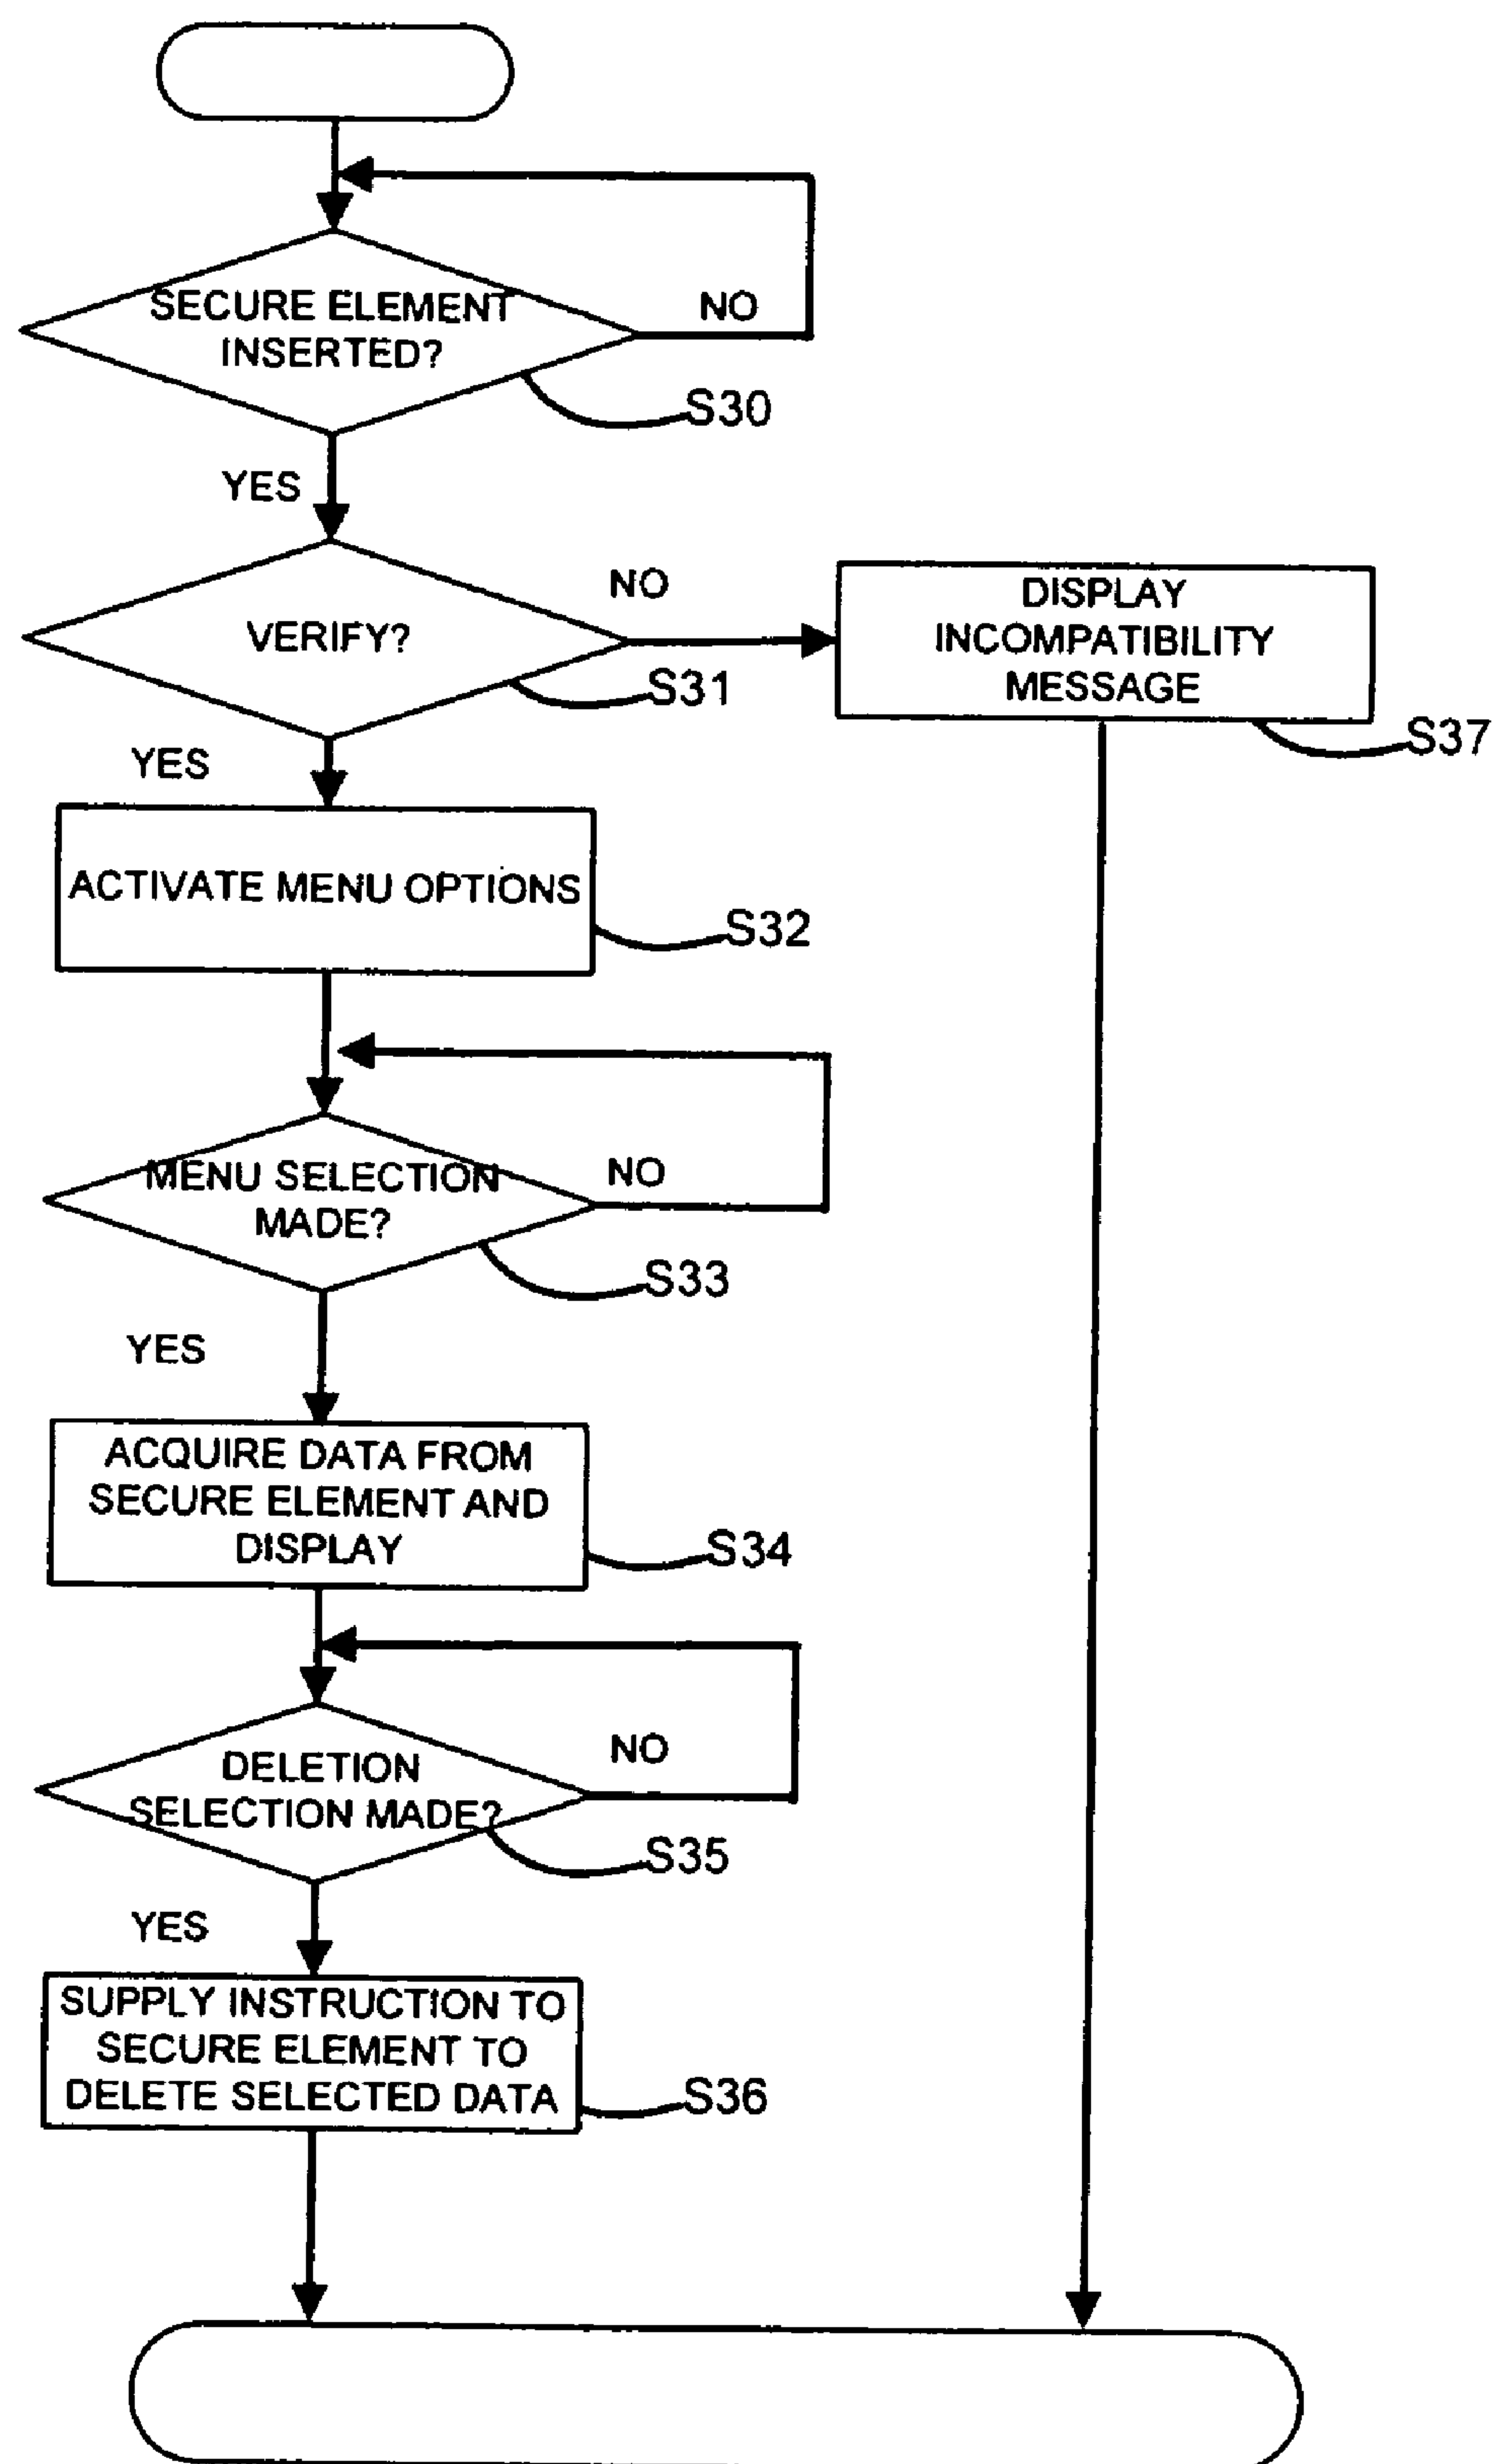 SECURE ELEMENT
INSERTED?
NO
S30
YES
VERIFY?
NO
S31
DISPLAY
INCOMPATIBILITY
MESSAGE
S37
YES
ACTIVATE MENU OPTIONS
S32
MENU SELECTION
MADE?
NO
S33
YES
ACQUIRE DATA FROM
SECURE ELEMENT AND
DISPLAY
S34
DELETION
SELECTION MADE?
NO
S35
YES
SUPPLY INSTRUCTION TO
SECURE ELEMENT TO
DELETE SELECTED DATA
S36